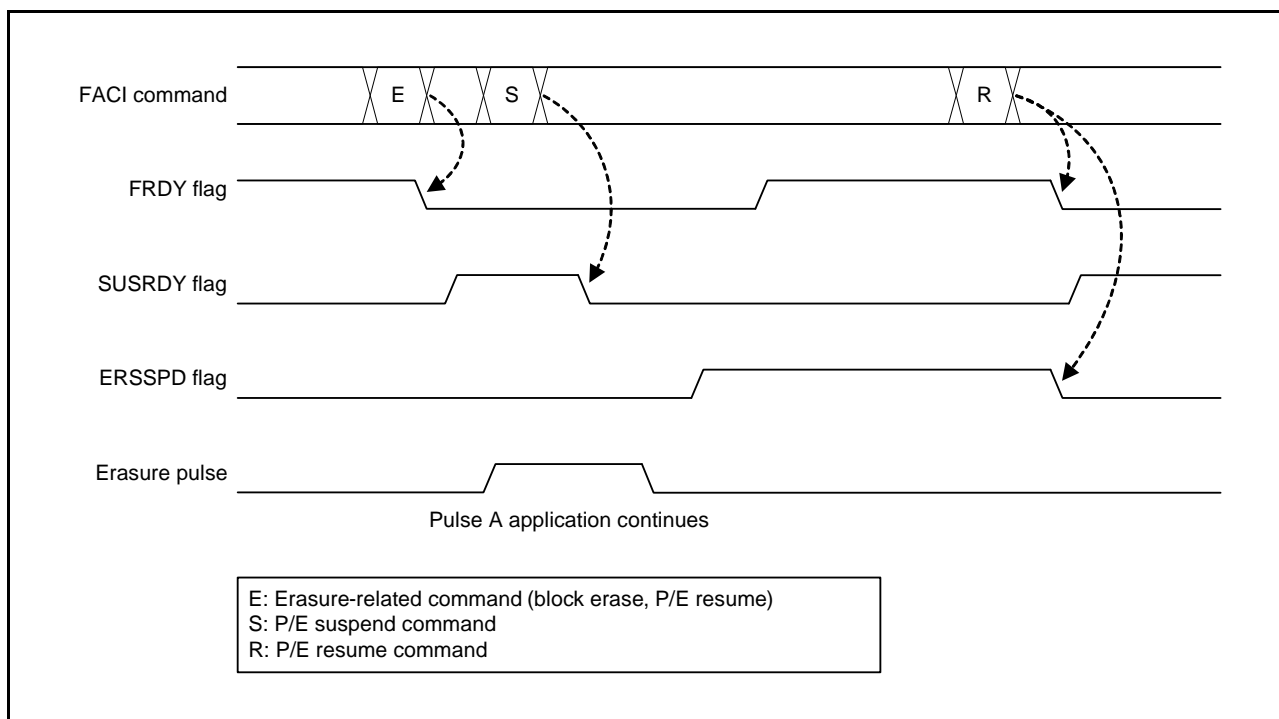 FACI command
E
S
R
FRDY flag
SUSRDY flag
ERSSPD flag
Erasure pulse
Pulse A application continues
E: Erasure-related command (block erase, P/E resume)
S: P/E suspend command
R: P/E resume command